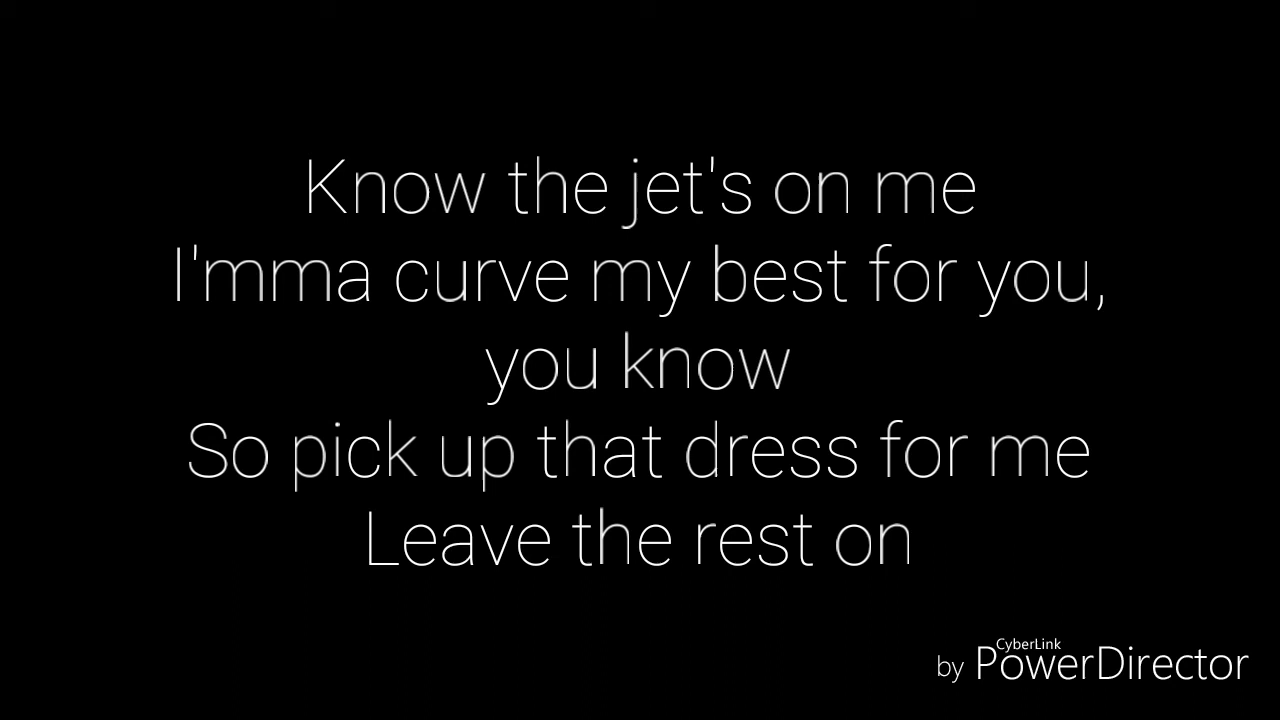 Know the jet's on me
I'mma curve my best for you,
you know
So pick up that dress for me
Leave the rest on
by CyberLink PowerDirector